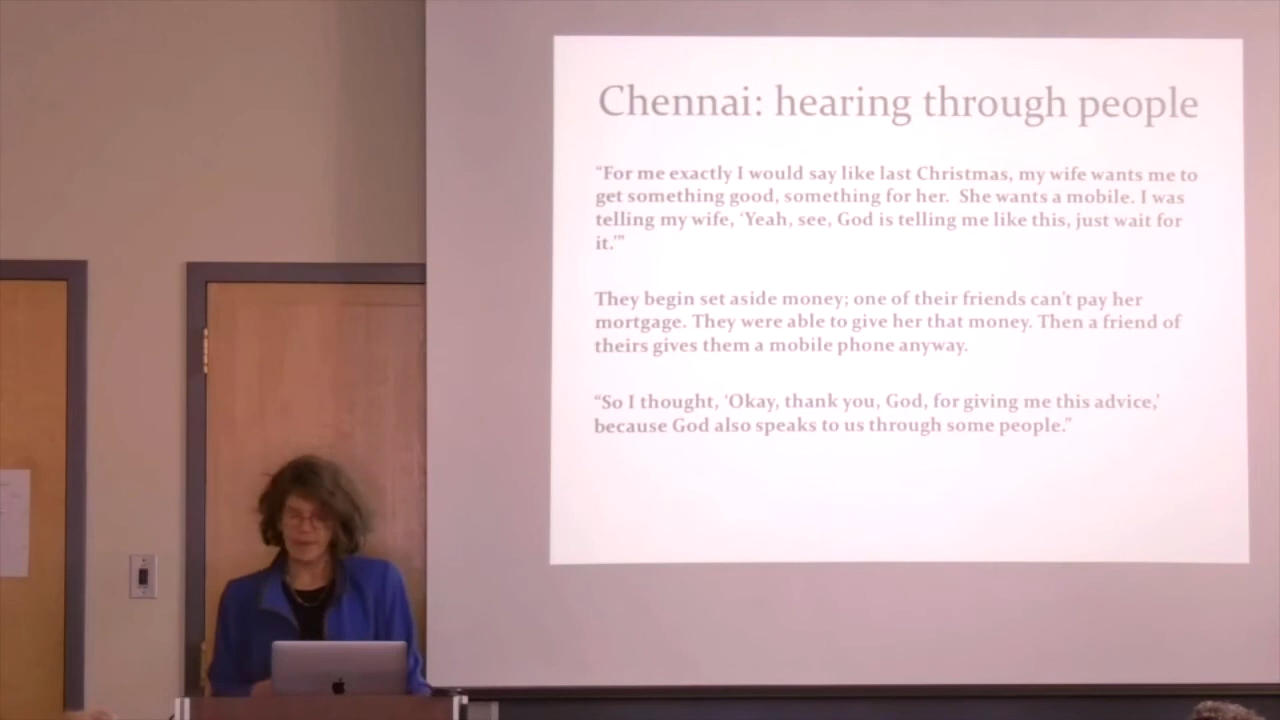 Chennai: hearing through people
“For me exactly I would say like last Christmas, my wife wants me to
get something good, something for her.  She wants a mobile. I was
telling my wife, ‘Yeah, see, God is telling me like this, just wait for
it.’”
They begin set aside money; one of their friends can’t pay her
mortgage. They were able to give her that money. Then a friend of
theirs gives them a mobile phone anyway.
“So I thought, ‘Okay, thank you, God, for giving me this advice,’
because God also speaks to us through some people.”